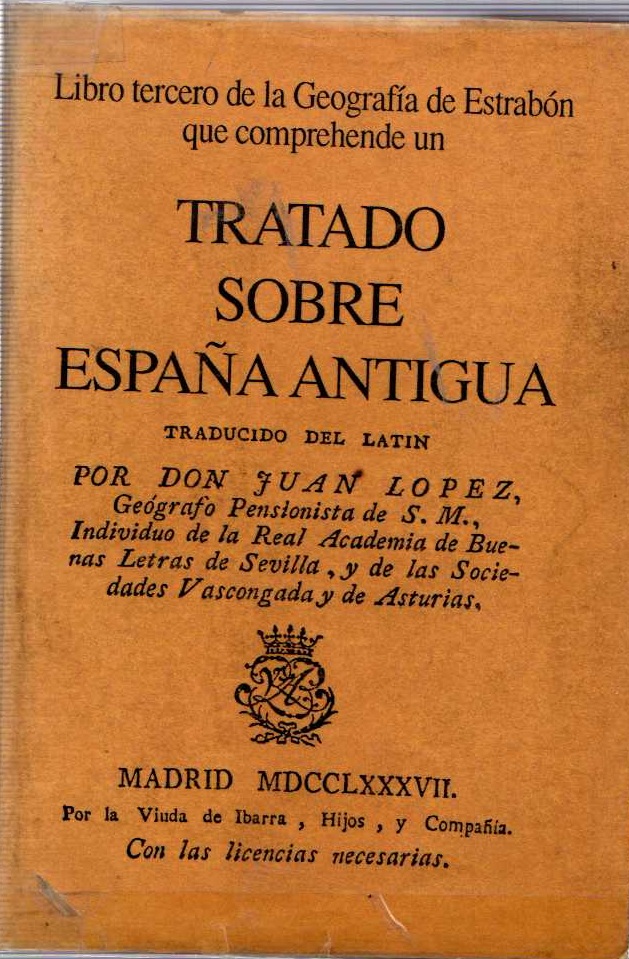 Libro tercero de la Geografía de Estrabón
que comprehende un
TRATADO
SOBRE
ESPAÑA ANTIGUA
TRADUCIDO DEL LATIN
POR DON JUAN LOPEZ,
Geógrafo Pensionista de S. M.,
Individuo de la Real Academia de Bue-
nas Letras de Sevilla, y de las Socie-
dades Vascongada y de Asturias.
MADRID MDCCLXXXVII.
Por la Viuda de Ibarra, Hijos, y Compañia.
Con las licencias necesarias.